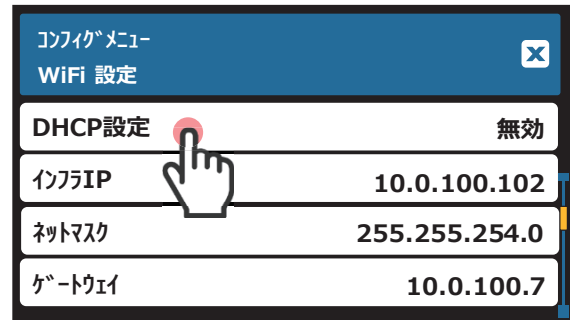 ｺﾝﾌｨｸﾞﾒﾆｭｰ
WiFi 設定
DHCP設定 無効
ｲﾝﾌﾗIP 10.0.100.102
ﾈｯﾄﾏｽｸ 255.255.254.0
ｹﾞｰﾄｳｪｲ 10.0.100.7